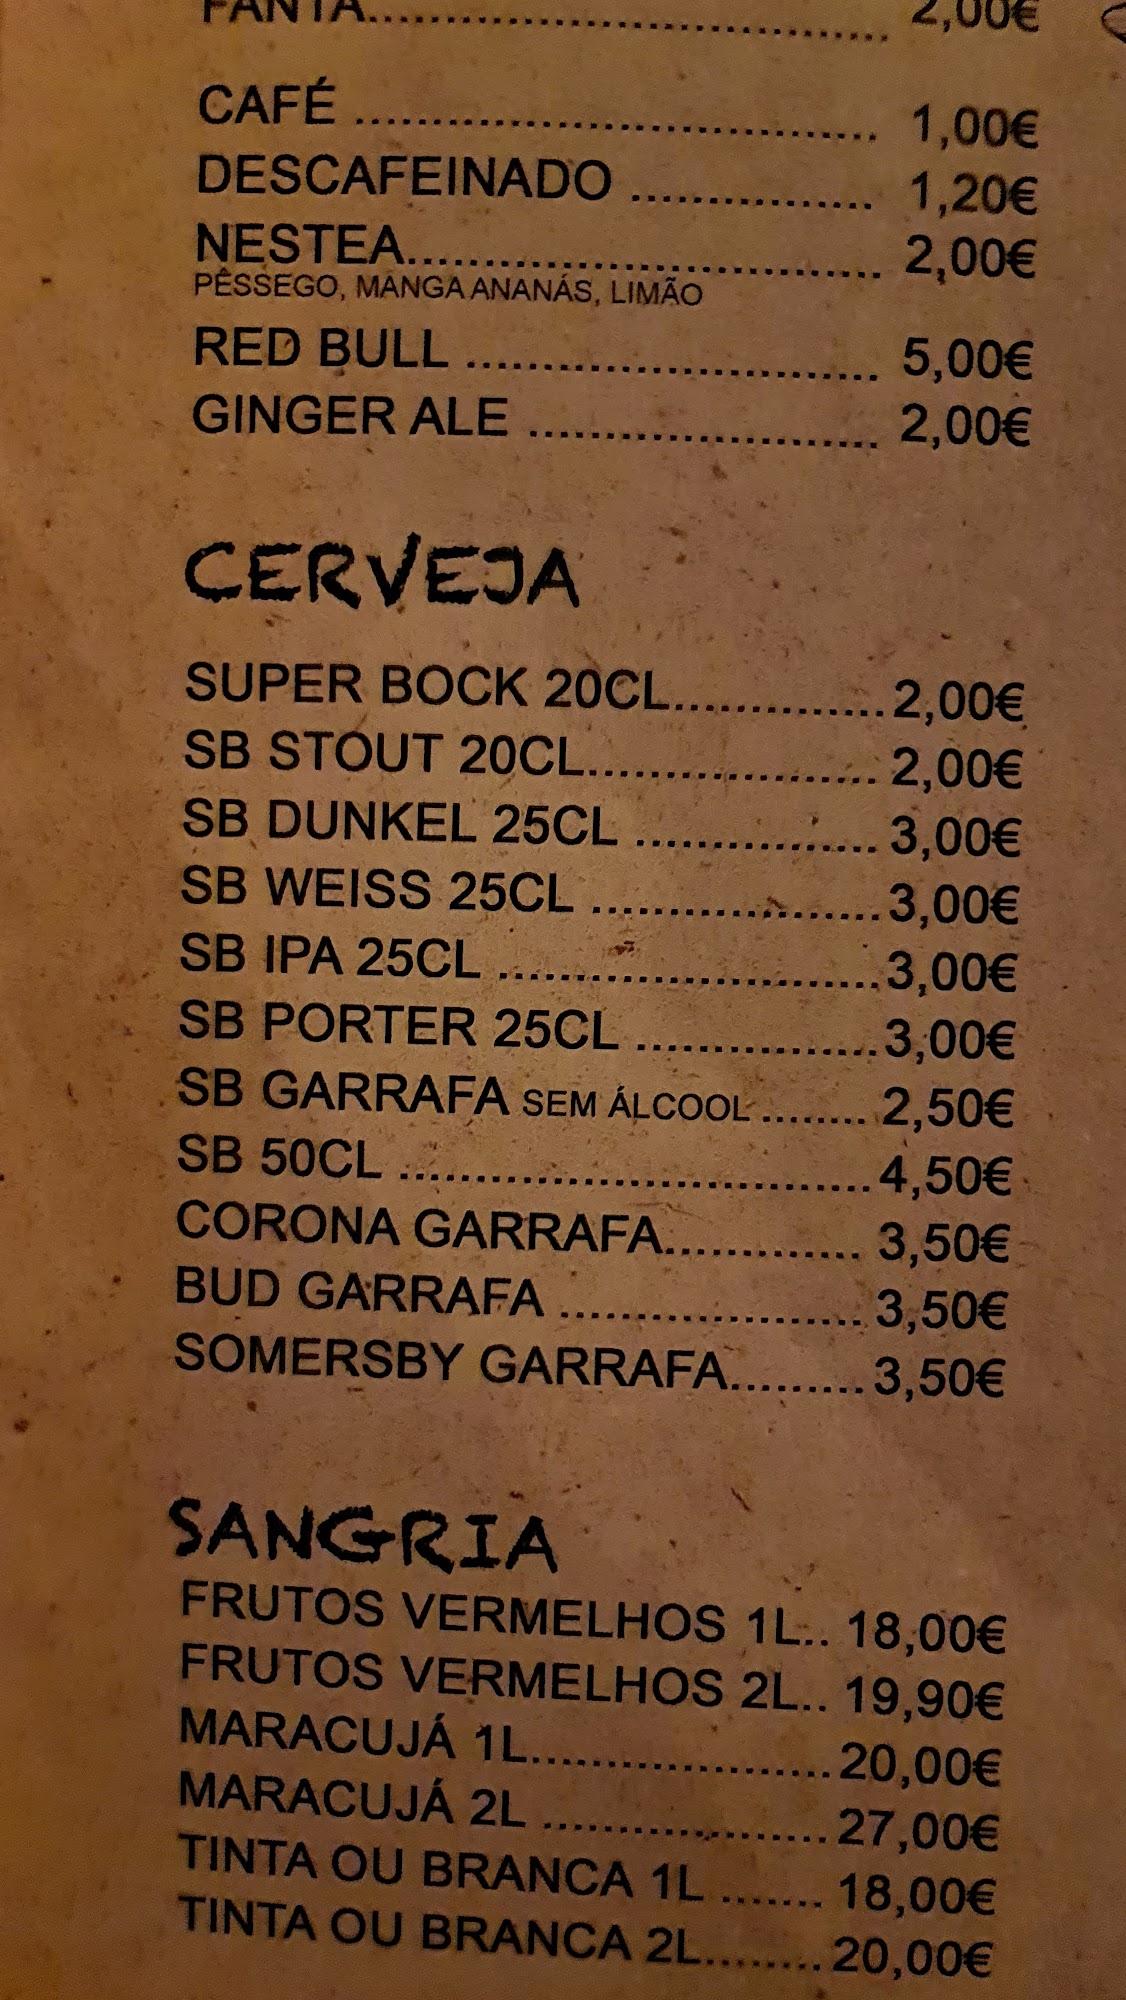 FANTA.................................. 2,00€
CAFÉ .................................. 1,00€
DESCAFEINADO ................ 1,20€
NESTEA............................... 2,00€
PÊSSEGO, MANGA ANANÁS, LIMÃO
RED BULL ........................... 5,00€
GINGER ALE ....................... 2,00€
CERVEJA
SUPER BOCK 20CL..............2,00€
SB STOUT 20CL................... 2,00€
SB DUNKEL 25CL ................ 3,00€
SB WEISS 25CL ...................3,00€
SB IPA 25CL .........................3,00€
SB PORTER 25CL ................3,00€
SB GARRAFA SEM ÁLCOOL ........ 2,50€
SB 50CL ...............................4,50€
CORONA GARRAFA............. 3,50€
BUD GARRAFA .................... 3,50€
SOMERSBY GARRAFA.........3,50€
SANGRIA
FRUTOS VERMELHOS 1L.. 18,00€
FRUTOS VERMELHOS 2L.. 19,90€
MARACUJÁ 1L....................20,00€
MARACUJÁ 2L ...................27,00€
TINTA OU BRANCA 1L ....... 18,00€
TINTA OU BRANCA 2L........20,00€